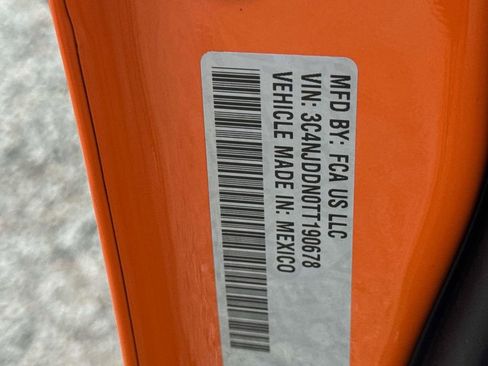 MFD BY: FCA US LLC
VIN: 3C4NJDDN0TT190678
VEHICLE MADE IN: MEXICO